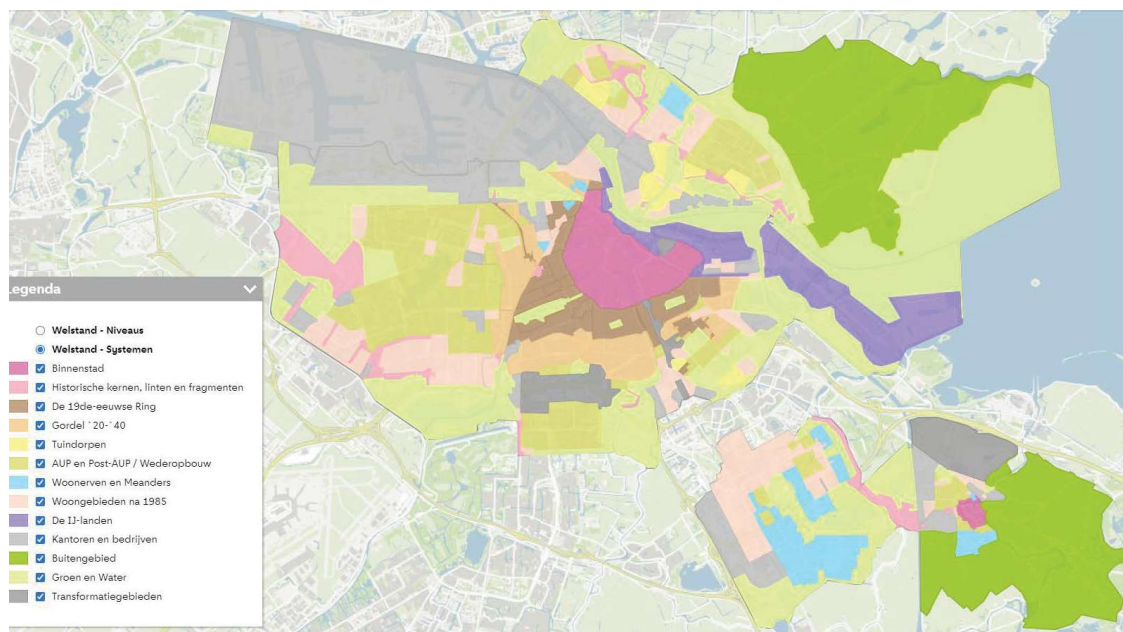 Legenda
Welstand - Niveaus
Welstand - Systemen
Binnenstad
Historische kernen, linten en fragmenten
De 19de-eeuwse Ring
Gordel `20-`40
Tuindorpen
AUP en Post-AUP / Wederopbouw
Woonerven en Meanders
Woongebieden na 1985
De IJ-landen
Kantoren en bedrijven
Buitengebied
Groen en Water
Transformatiegebieden